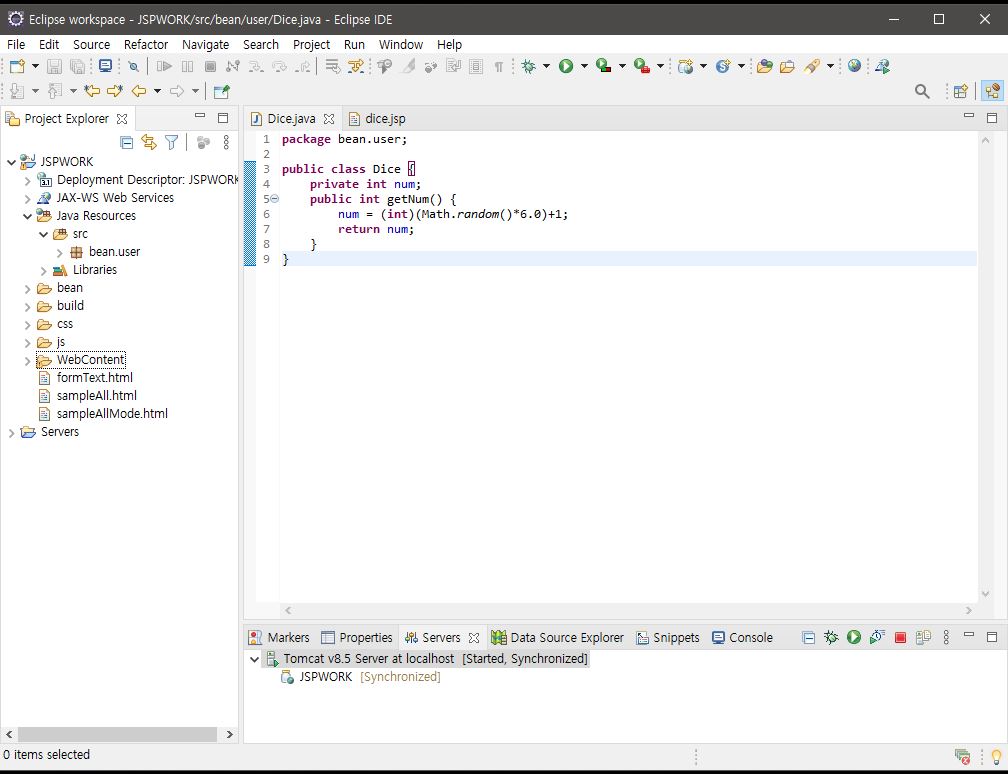 Eclipse workspace - JSPWORK/src/bean/user/Dice.java - Eclipse IDE
File Edit Source Refactor Navigate Search Project Run Window Help
Project Explorer
JSPWORK
Deployment Descriptor: JSPWORK
JAX-WS Web Services
Java Resources
src
bean.user
Libraries
bean
build
css
js
WebContent
formText.html
sampleAll.html
sampleAllMode.html
Servers
Dice.java dice.jsp
1 package bean.user;
2
3 public class Dice {
4 private int num;
5 public int getNum() {
6 num = (int)(Math.random()*6.0)+1;
7 return num;
8 }
9 }
Markers Properties Servers Data Source Explorer Snippets Console
Tomcat v8.5 Server at localhost [Started, Synchronized]
JSPWORK [Synchronized]
0 items selected